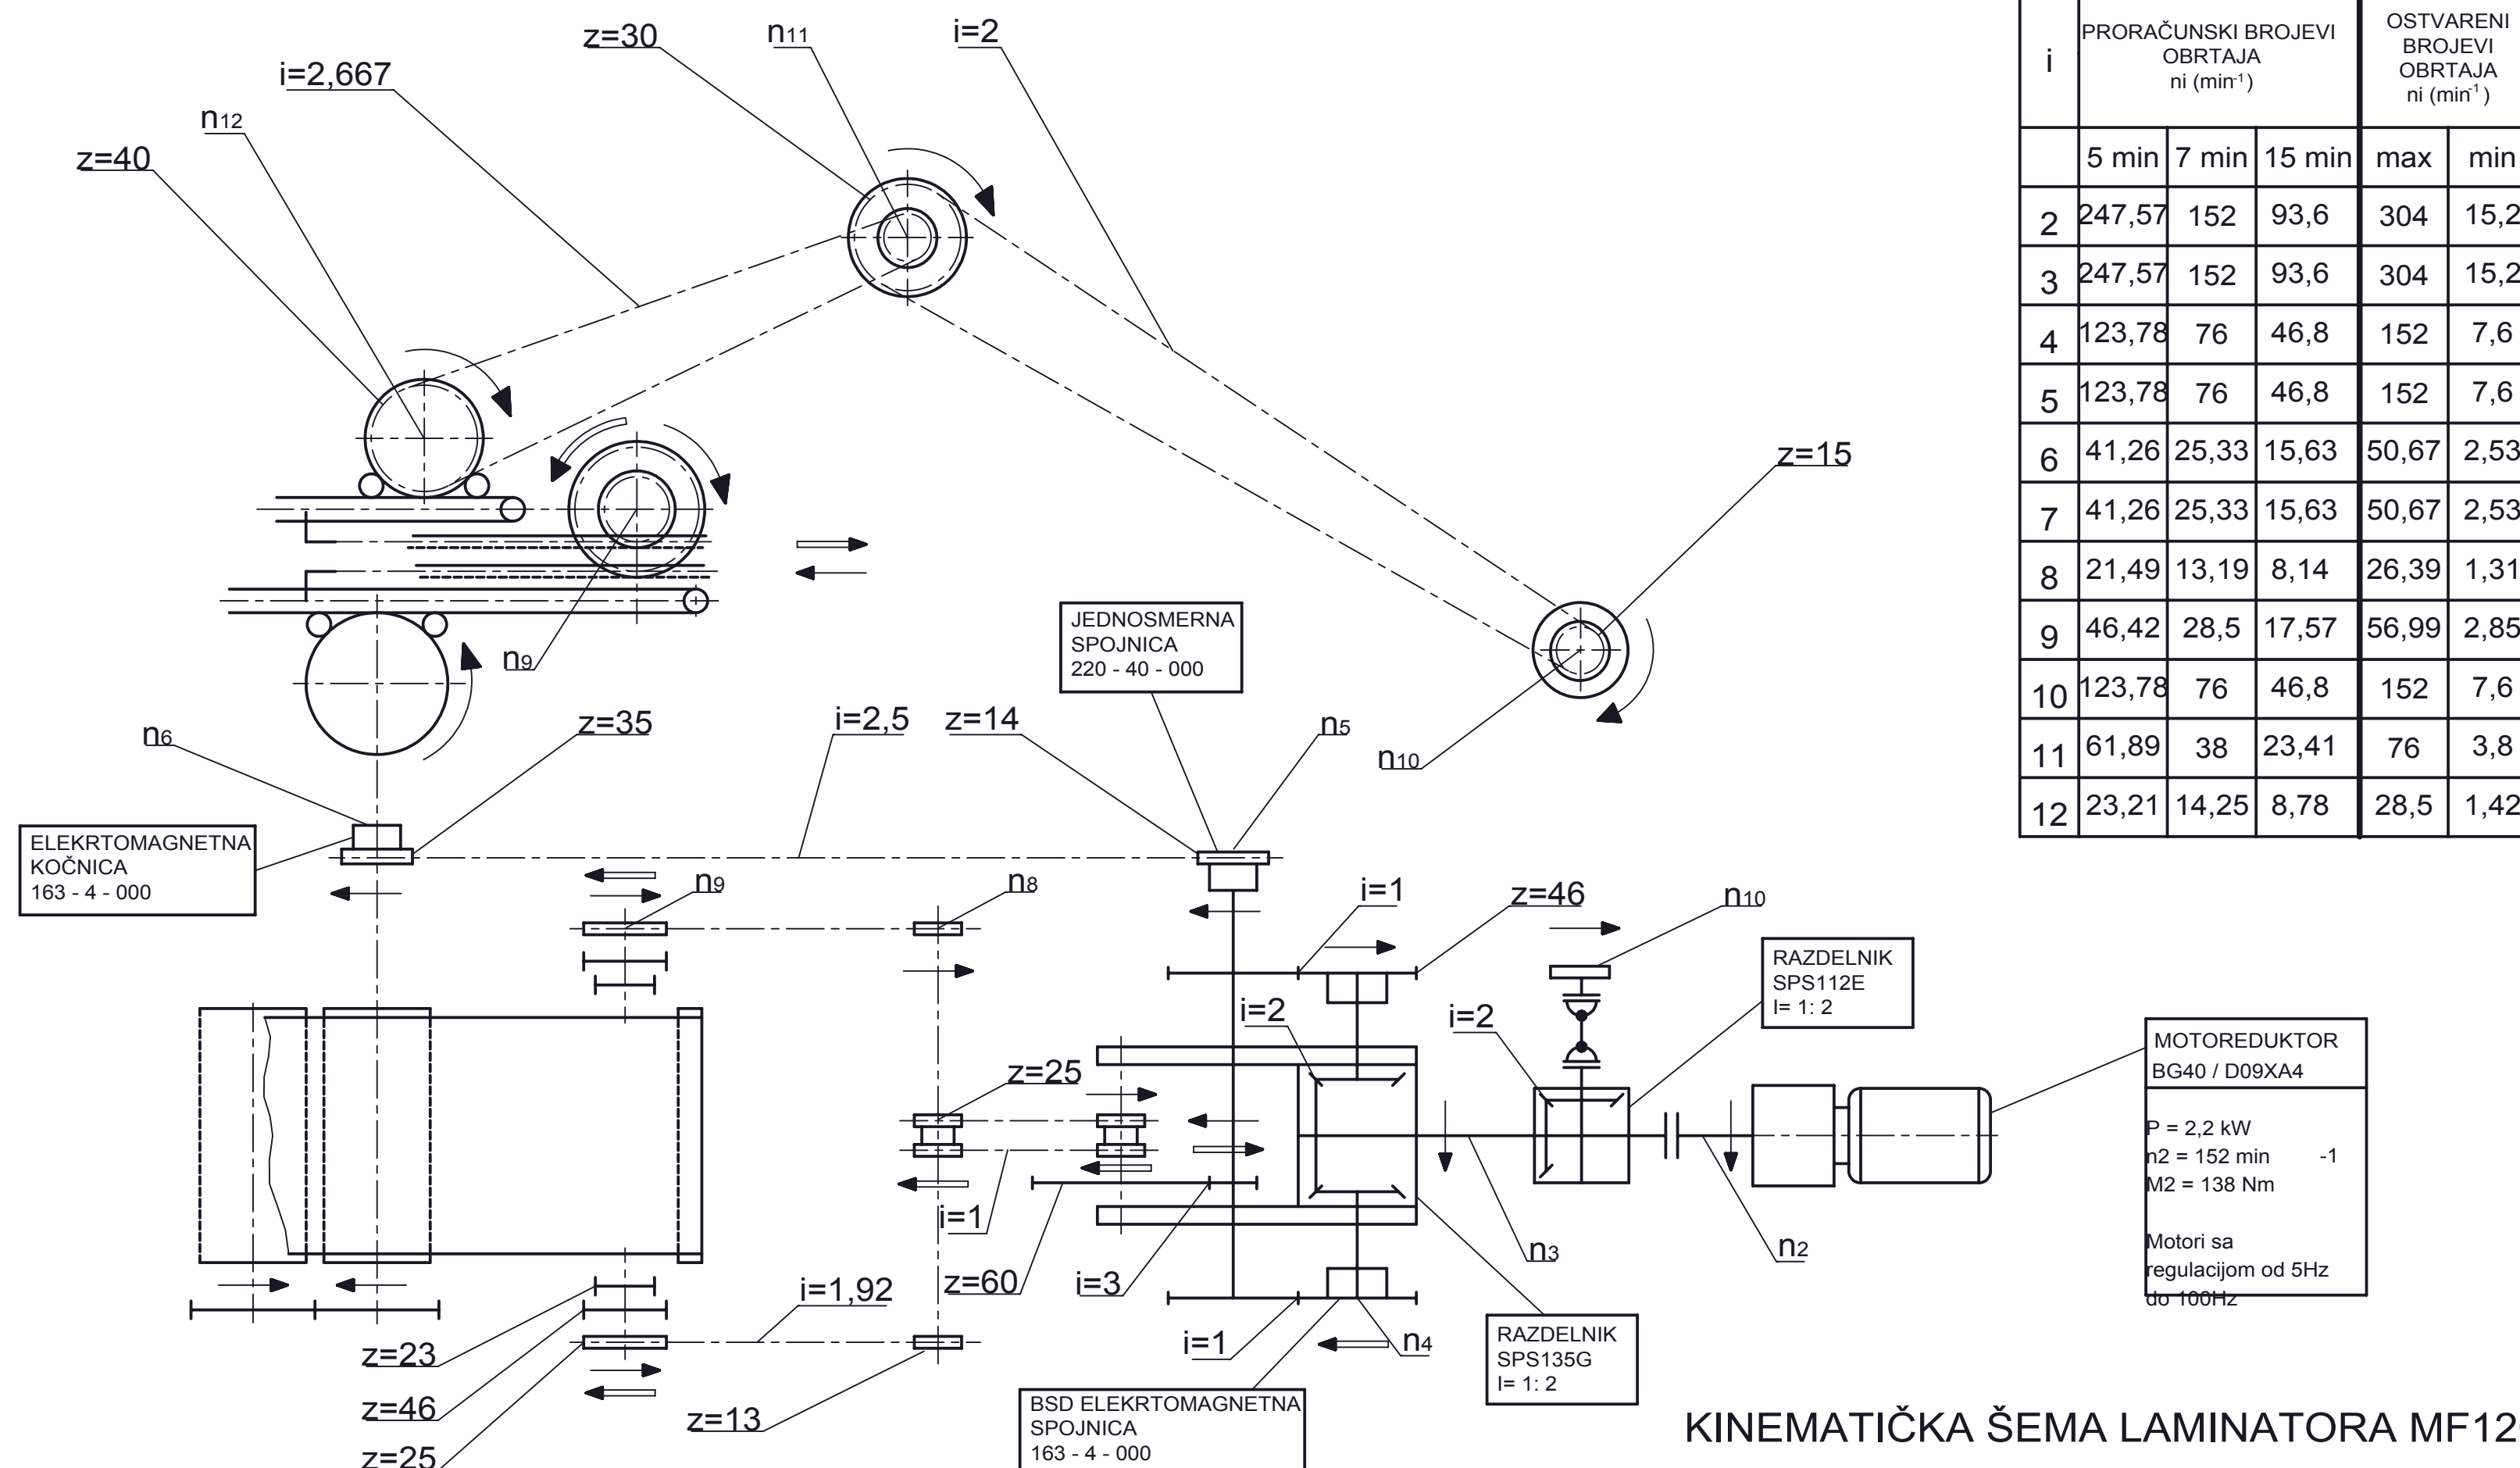 z=30
n11
i=2
i=2,667
n12
z=40
z=15
n9
n10
i
PRORAČUNSKI BROJEVI
OBRTAJA
ni (min-1)
OSTVARENI
BROJEVI
OBRTAJA
ni (min-1)
5 min 7 min 15 min max min
2 247,57 152 93,6 304 15,2
3 247,57 152 93,6 304 15,2
4 123,78 76 46,8 152 7,6
5 123,78 76 46,8 152 7,6
6 41,26 25,33 15,63 50,67 2,53
7 41,26 25,33 15,63 50,67 2,53
8 21,49 13,19 8,14 26,39 1,31
9 46,42 28,5 17,57 56,99 2,85
10 123,78 76 46,8 152 7,6
11 61,89 38 23,41 76 3,8
12 23,21 14,25 8,78 28,5 1,42
JEDNOSMERNA
SPOJNICA
220 - 40 - 000
n6
z=35
i=2,5
z=14
n5
ELEKRTOMAGNETNA
KOČNICA
163 - 4 - 000
n9
n8
i=1
z=46
n10
RAZDELNIK
SPS112E
I= 1: 2
i=2
i=2
z=25
MOTOREDUKTOR
BG40 / D09XA4
P = 2,2 kW
n2 = 152 min -1
M2 = 138 Nm
Motori sa
regulacijom od 5Hz
do 100Hz
i=1
z=60
i=3
n3
n2
i=1,92
i=1
n4
RAZDELNIK
SPS135G
I= 1: 2
z=23
z=46
z=25
z=13
BSD ELEKRTOMAGNETNA
SPOJNICA
163 - 4 - 000
KINEMATIČKA ŠEMA LAMINATORA MF12